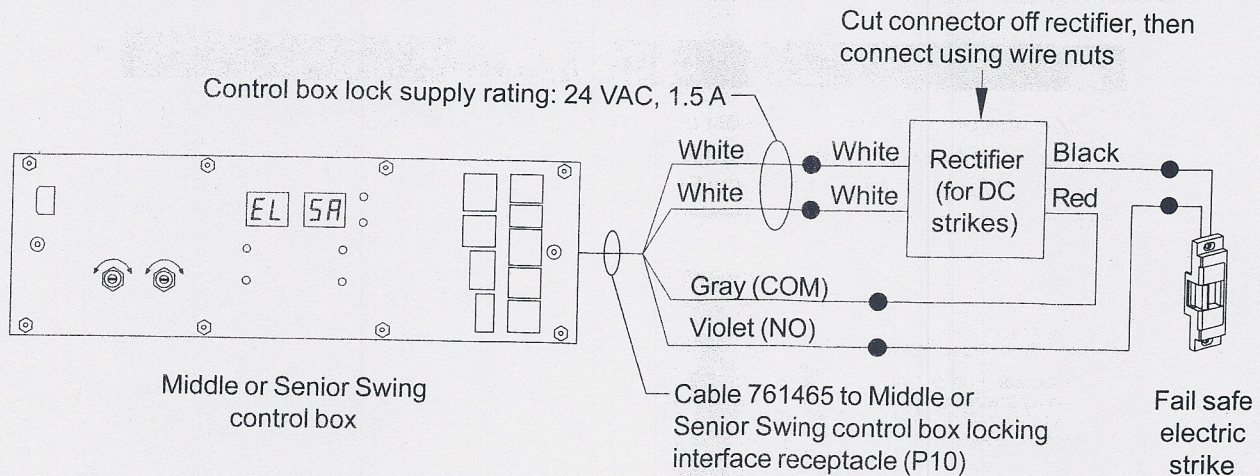 Cut connector off rectifier, then
connect using wire nuts
Control box lock supply rating: 24 VAC, 1.5 A
White
White
White
White
Rectifier
(for DC
strikes)
Black
Red
EL SA
Gray (COM)
Violet (NO)
Middle or Senior Swing
control box
Cable 761465 to Middle or
Senior Swing control box locking
interface receptacle (P10)
Fail safe
electric
strike